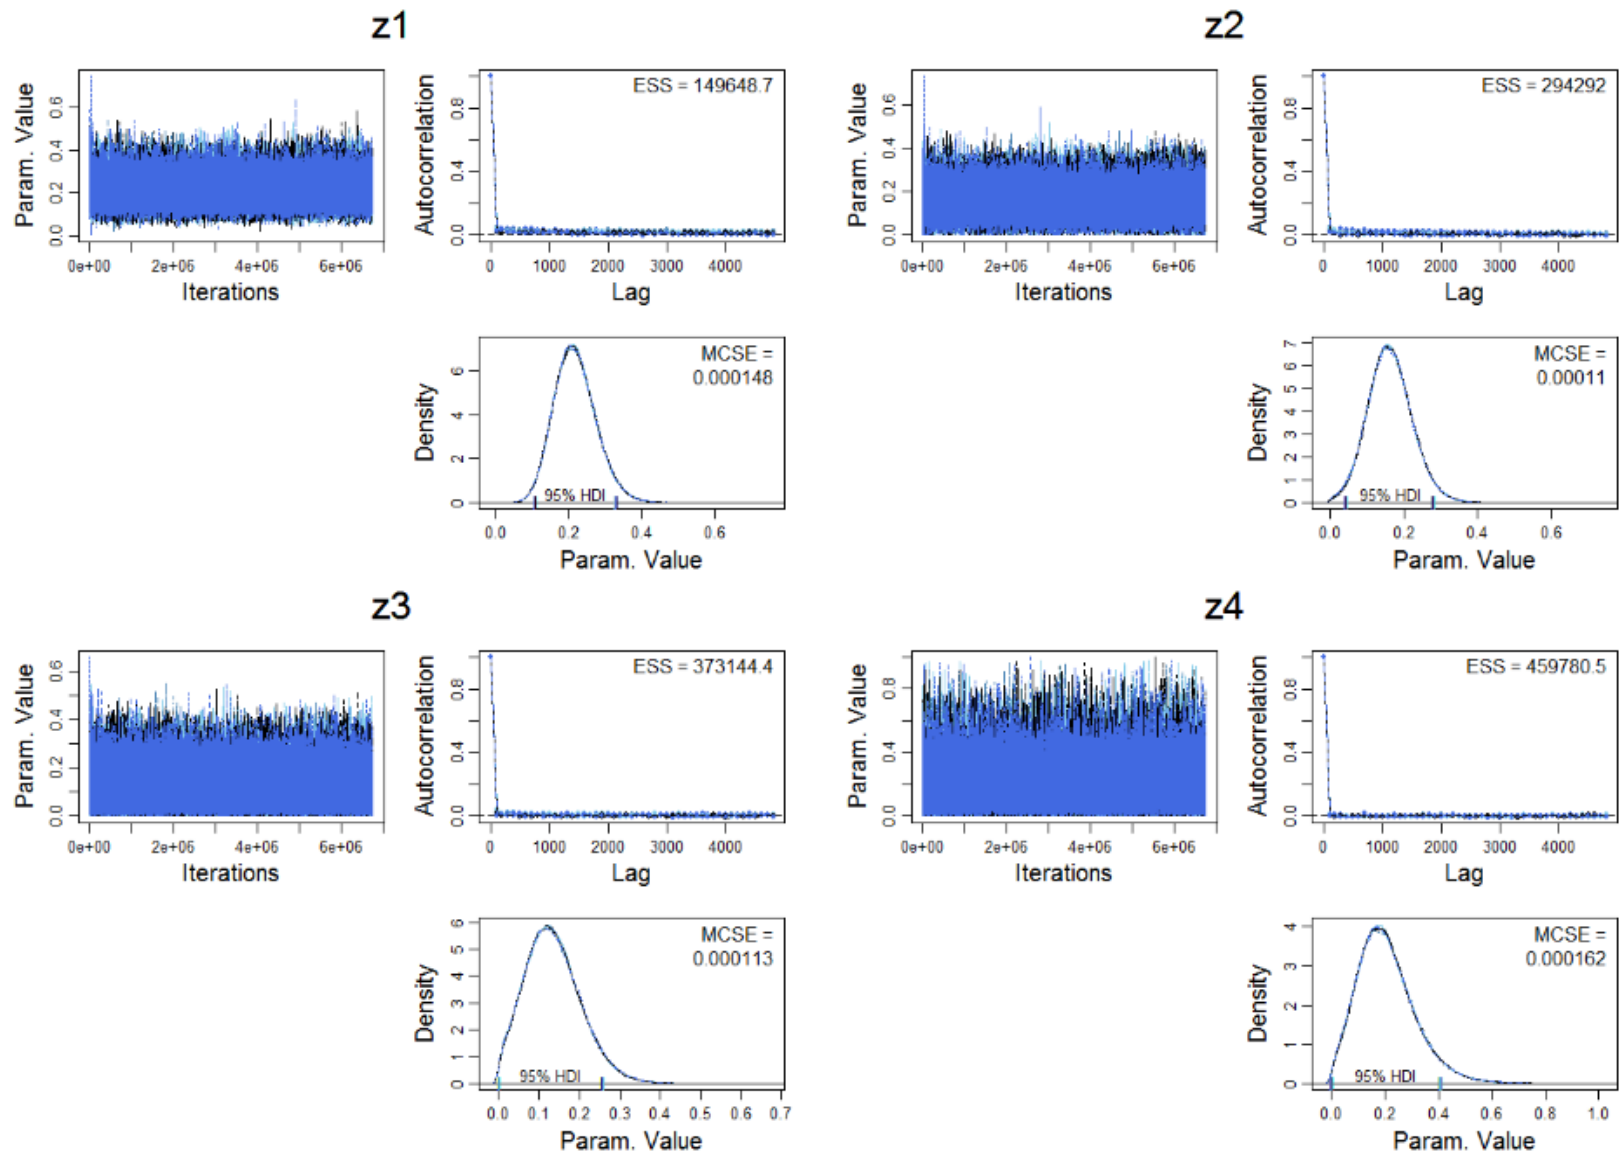 z1
Param. Value
0.0 0.2 0.4 0.6
0e+00 2e+06 4e+06 6e+06
Iterations
Autocorrelation
0.0 0.4 0.8
ESS = 149648.7
0 1000 2000 3000 4000
Lag
Density
0 2 4 6
MCSE =
0.000148
95% HDI
0.0 0.2 0.4 0.6
Param. Value
z2
Param. Value
0.0 0.2 0.4 0.6
0e+00 2e+06 4e+06 6e+06
Iterations
Autocorrelation
0.0 0.4 0.8
ESS = 294292
0 1000 2000 3000 4000
Lag
Density
0 1 2 3 4 5 6 7
MCSE =
0.00011
95% HDI
0.0 0.2 0.4 0.6
Param. Value
z3
Param. Value
0.0 0.2 0.4 0.6
0e+00 2e+06 4e+06 6e+06
Iterations
Autocorrelation
0.0 0.4 0.8
ESS = 373144.4
0 1000 2000 3000 4000
Lag
Density
0 1 2 3 4 5 6
MCSE =
0.000113
95% HDI
0.0 0.1 0.2 0.3 0.4 0.5 0.6 0.7
Param. Value
z4
Param. Value
0.0 0.4 0.8
0e+00 2e+06 4e+06 6e+06
Iterations
Autocorrelation
0.0 0.4 0.8
ESS = 459780.5
0 1000 2000 3000 4000
Lag
Density
0 1 2 3 4
MCSE =
0.000162
95% HDI
0.0 0.2 0.4 0.6 0.8 1.0
Param. Value